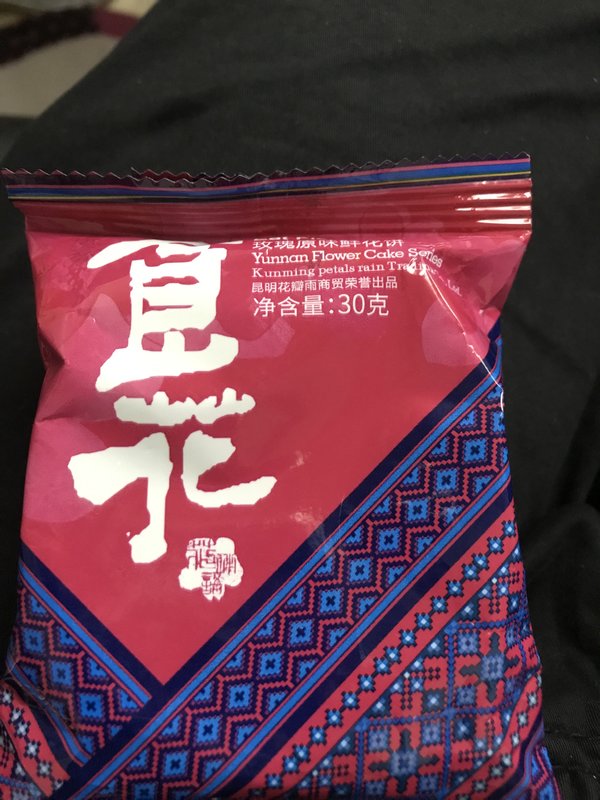 玫瑰原味鲜花饼
Yunnan Flower Cake Series
Kunming petals rain
昆明花瓣雨商贸荣誉出品
净含量:30克
花